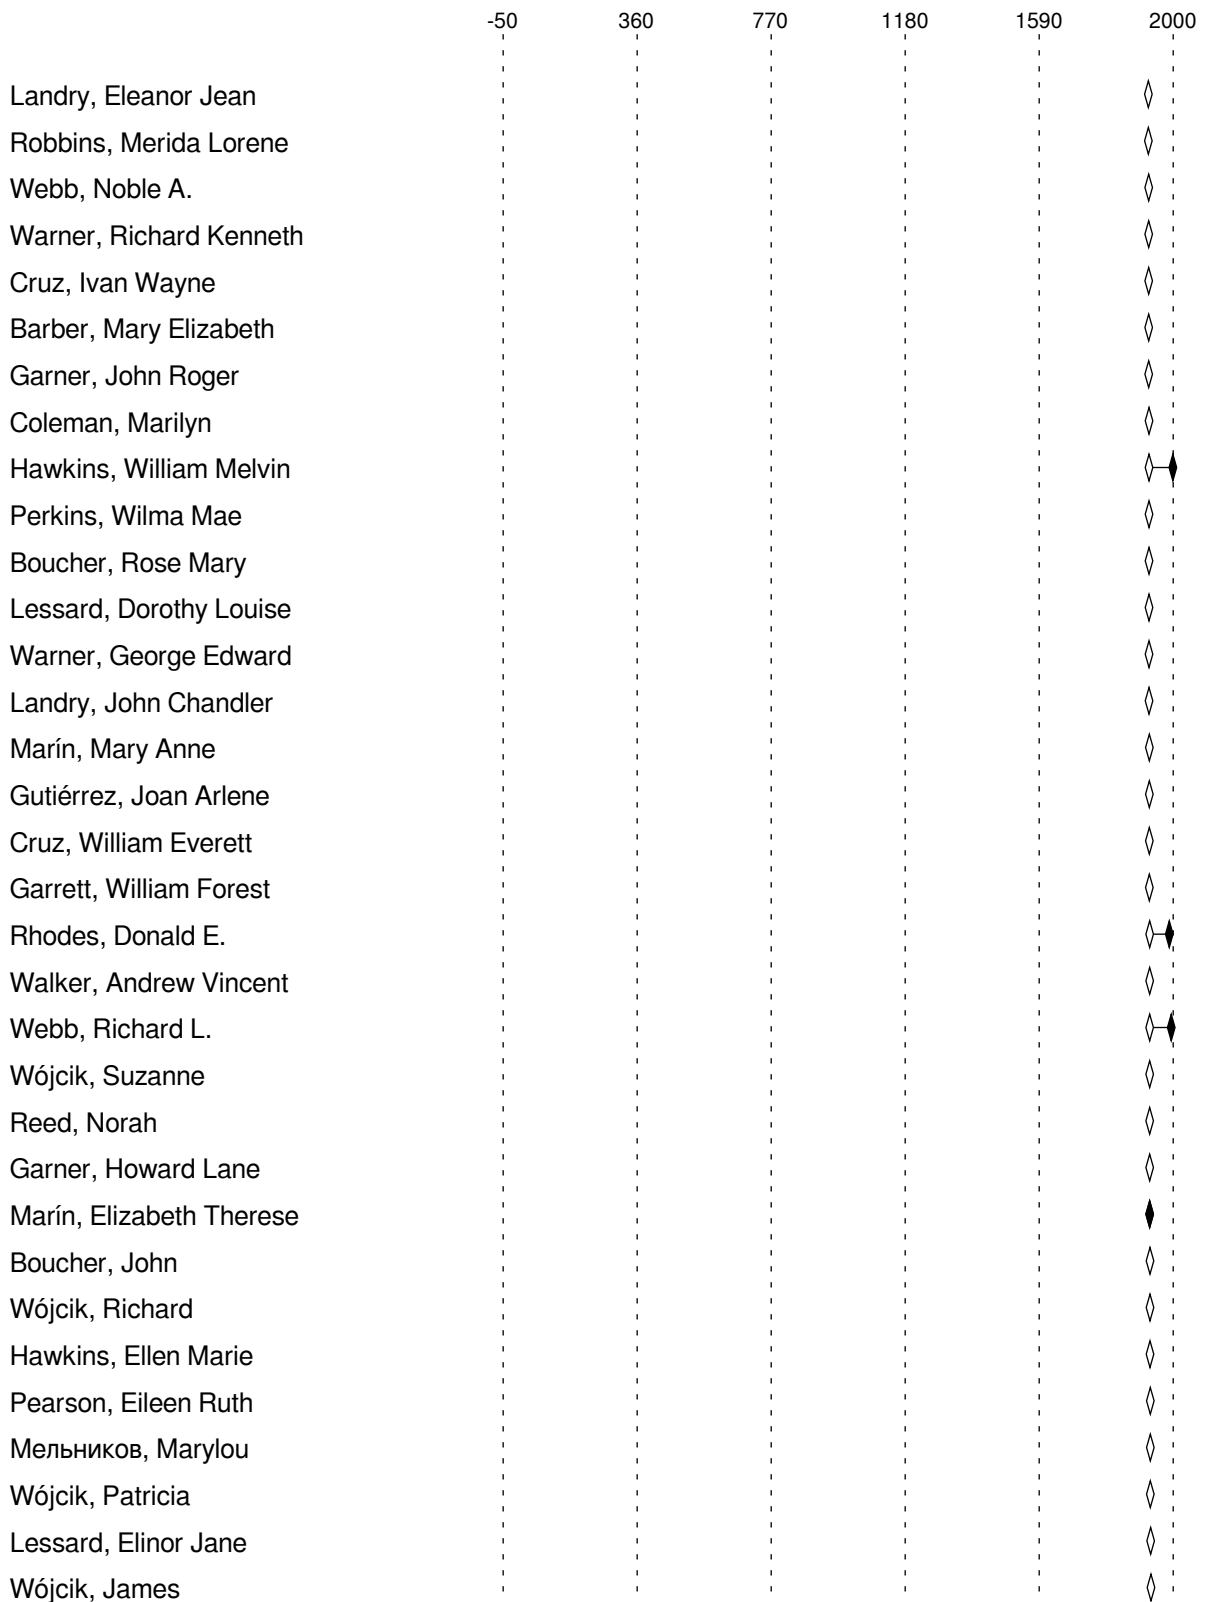 -50 360 770 1180 1590 2000
Landry, Eleanor Jean
Robbins, Merida Lorene
Webb, Noble A.
Warner, Richard Kenneth
Cruz, Ivan Wayne
Barber, Mary Elizabeth
Garner, John Roger
Coleman, Marilyn
Hawkins, William Melvin
Perkins, Wilma Mae
Boucher, Rose Mary
Lessard, Dorothy Louise
Warner, George Edward
Landry, John Chandler
Marín, Mary Anne
Gutiérrez, Joan Arlene
Cruz, William Everett
Garrett, William Forest
Rhodes, Donald E.
Walker, Andrew Vincent
Webb, Richard L.
Wójcik, Suzanne
Reed, Norah
Garner, Howard Lane
Marín, Elizabeth Therese
Boucher, John
Wójcik, Richard
Hawkins, Ellen Marie
Pearson, Eileen Ruth
Мельников, Marylou
Wójcik, Patricia
Lessard, Elinor Jane
Wójcik, James